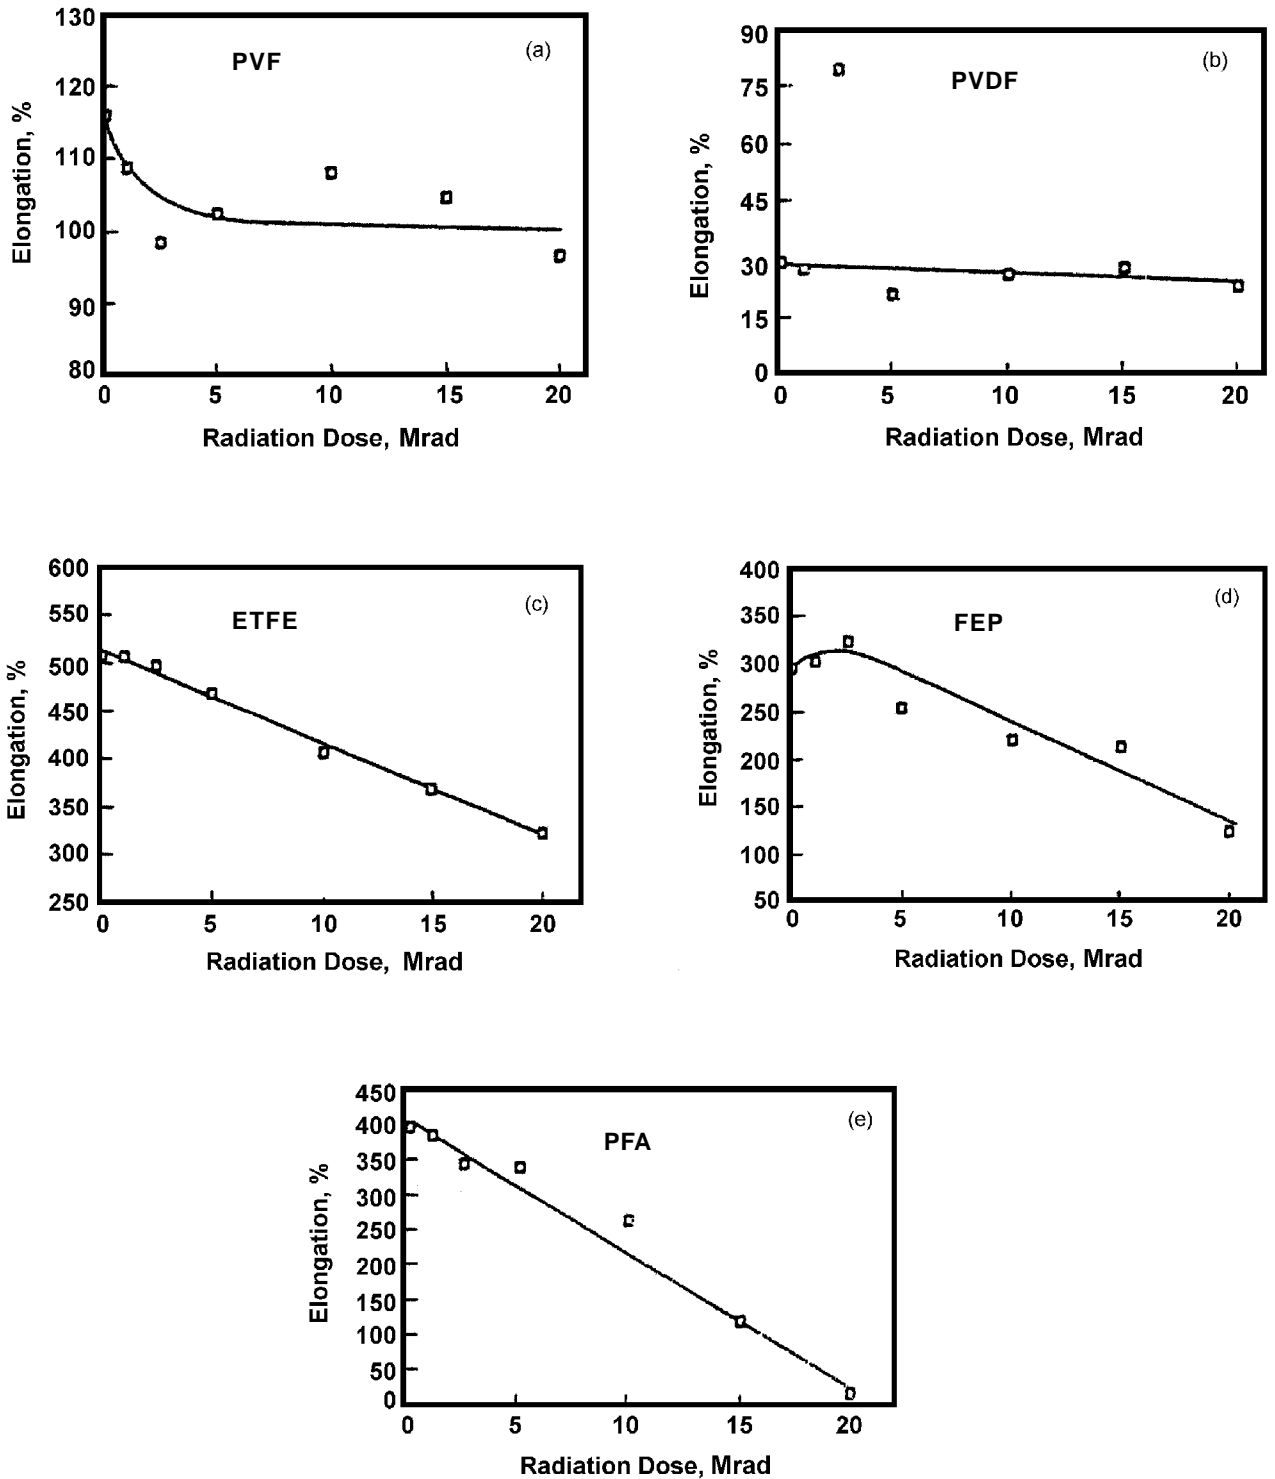 130
120
110
100
90
80
Elongation, %
PVF
(a)
0 5 10 15 20
Radiation Dose, Mrad
90
75
60
45
30
15
0
Elongation, %
PVDF
(b)
0 5 10 15 20
Radiation Dose, Mrad
600
550
500
450
400
350
300
250
Elongation, %
ETFE
(c)
0 5 10 15 20
Radiation Dose, Mrad
400
350
300
250
200
150
100
50
Elongation, %
FEP
(d)
0 5 10 15 20
Radiation Dose, Mrad
450
400
350
300
250
200
150
100
50
0
Elongation, %
PFA
(e)
0 5 10 15 20
Radiation Dose, Mrad